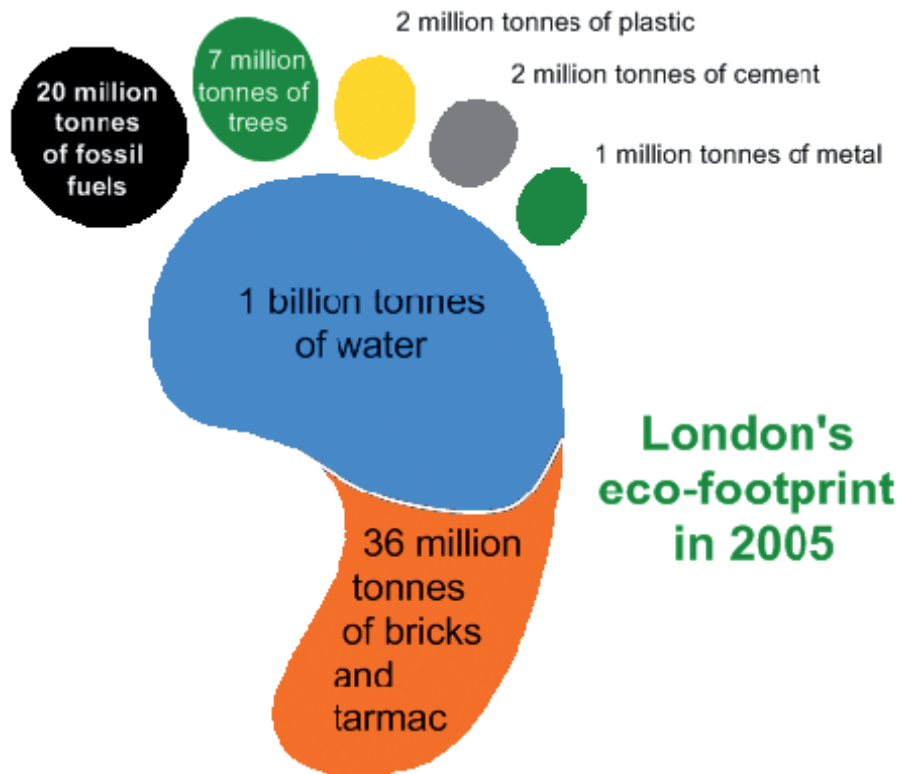 2 million tonnes of plastic
20 million
tonnes
of fossil
fuels
7 million
tonnes of
trees
2 million tonnes of cement
1 million tonnes of metal
1 billion tonnes
of water
London's
eco-footprint
in 2005
36 million
tonnes
of bricks
and
tarmac